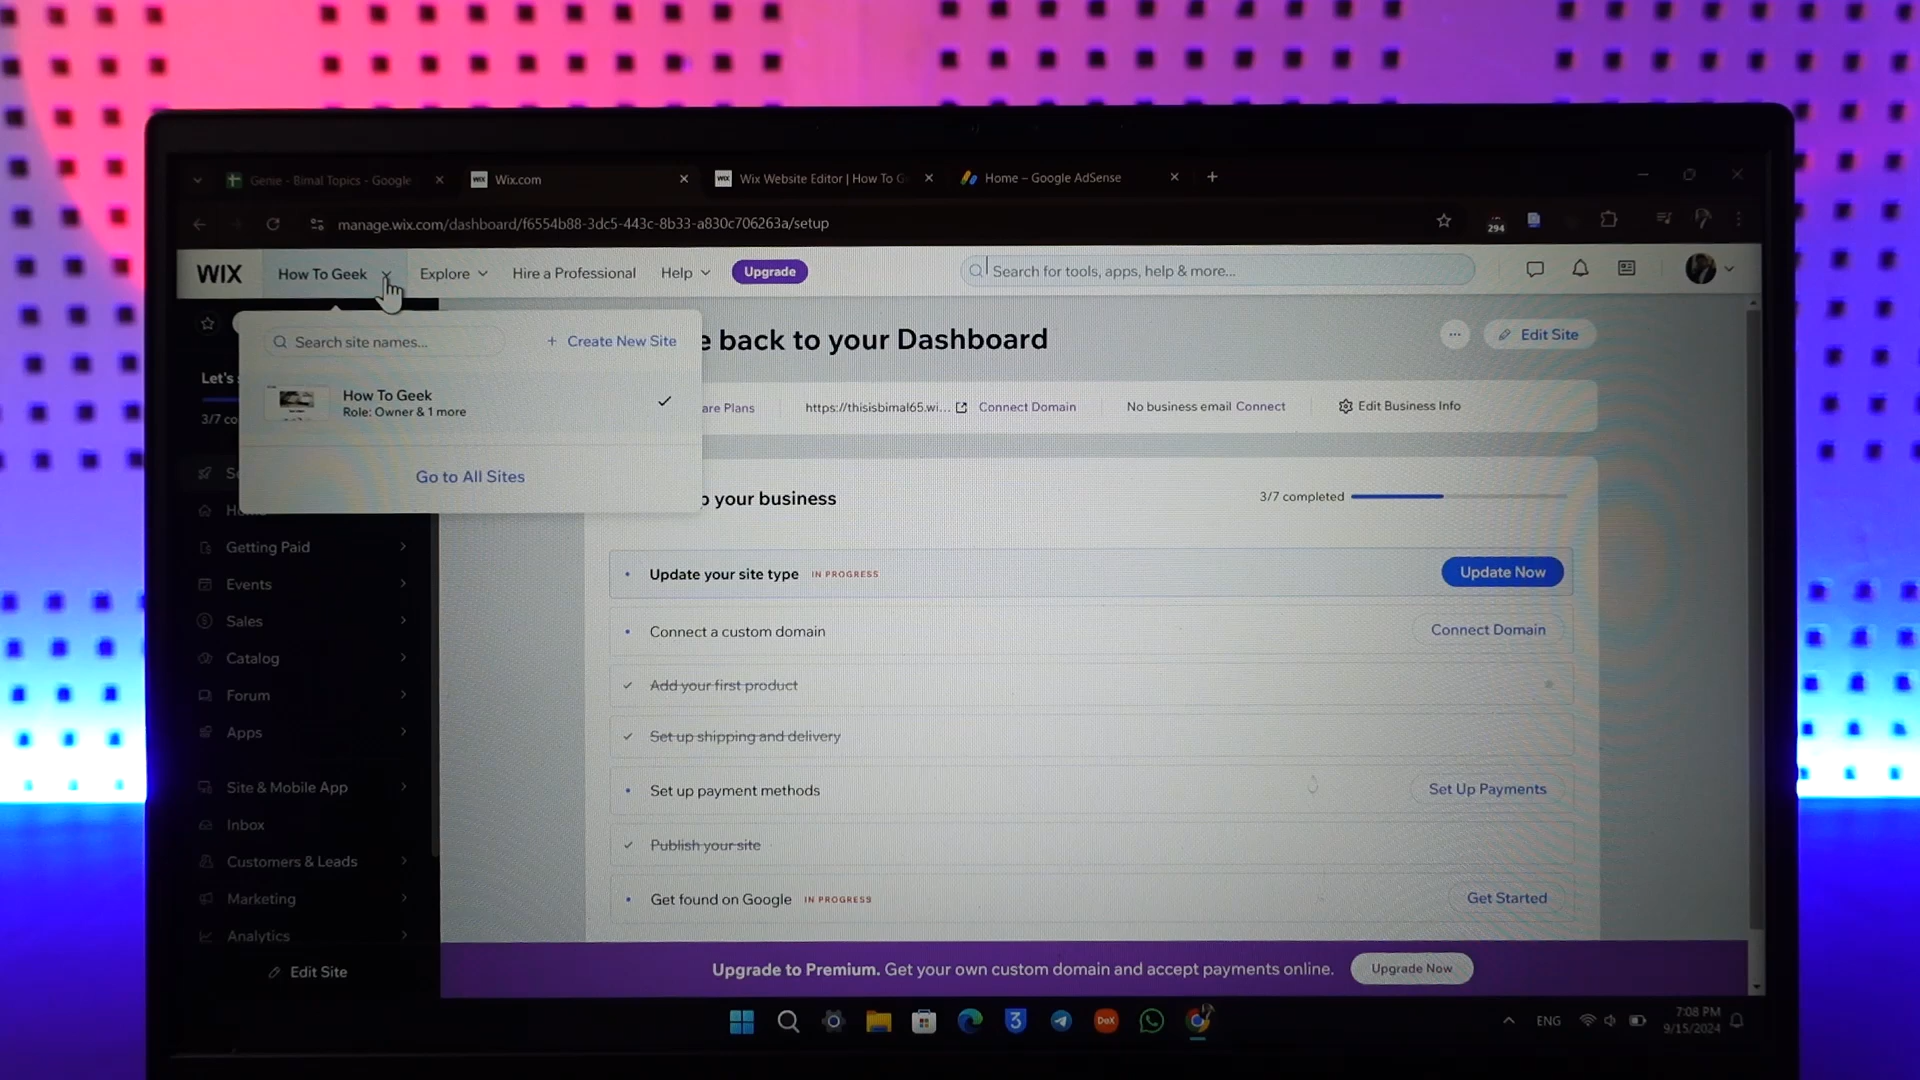 Genie - Bimal Topics - Google
Wix.com
Wix Website Editor | How To G
Home – Google AdSense
manage.wix.com/dashboard/f6554b88-3dc5-443c-8b33-a830c706263a/setup
294
WIX
How To Geek
Explore
Hire a Professional
Help
Upgrade
Search for tools, apps, help & more...
Search site names...
+ Create New Site
e back to your Dashboard
Edit Site
Let's
How To Geek
Role: Owner & 1 more
are Plans
https://thisisbimal65.wi...
Connect Domain
No business email Connect
Edit Business Info
3/7 co
Go to All Sites
p your business
3/7 completed
Getting Paid
Events
Sales
Catalog
Forum
Apps
Site & Mobile App
Inbox
Customers & Leads
Marketing
Analytics
Edit Site
Update your site type IN PROGRESS
Update Now
Connect a custom domain
Connect Domain
Add your first product
Set up shipping and delivery
Set up payment methods
Set Up Payments
Publish your site
Get found on Google IN PROGRESS
Get Started
Upgrade to Premium. Get your own custom domain and accept payments online.
Upgrade Now
3
DeX
ENG
7:08 PM
9/15/2024